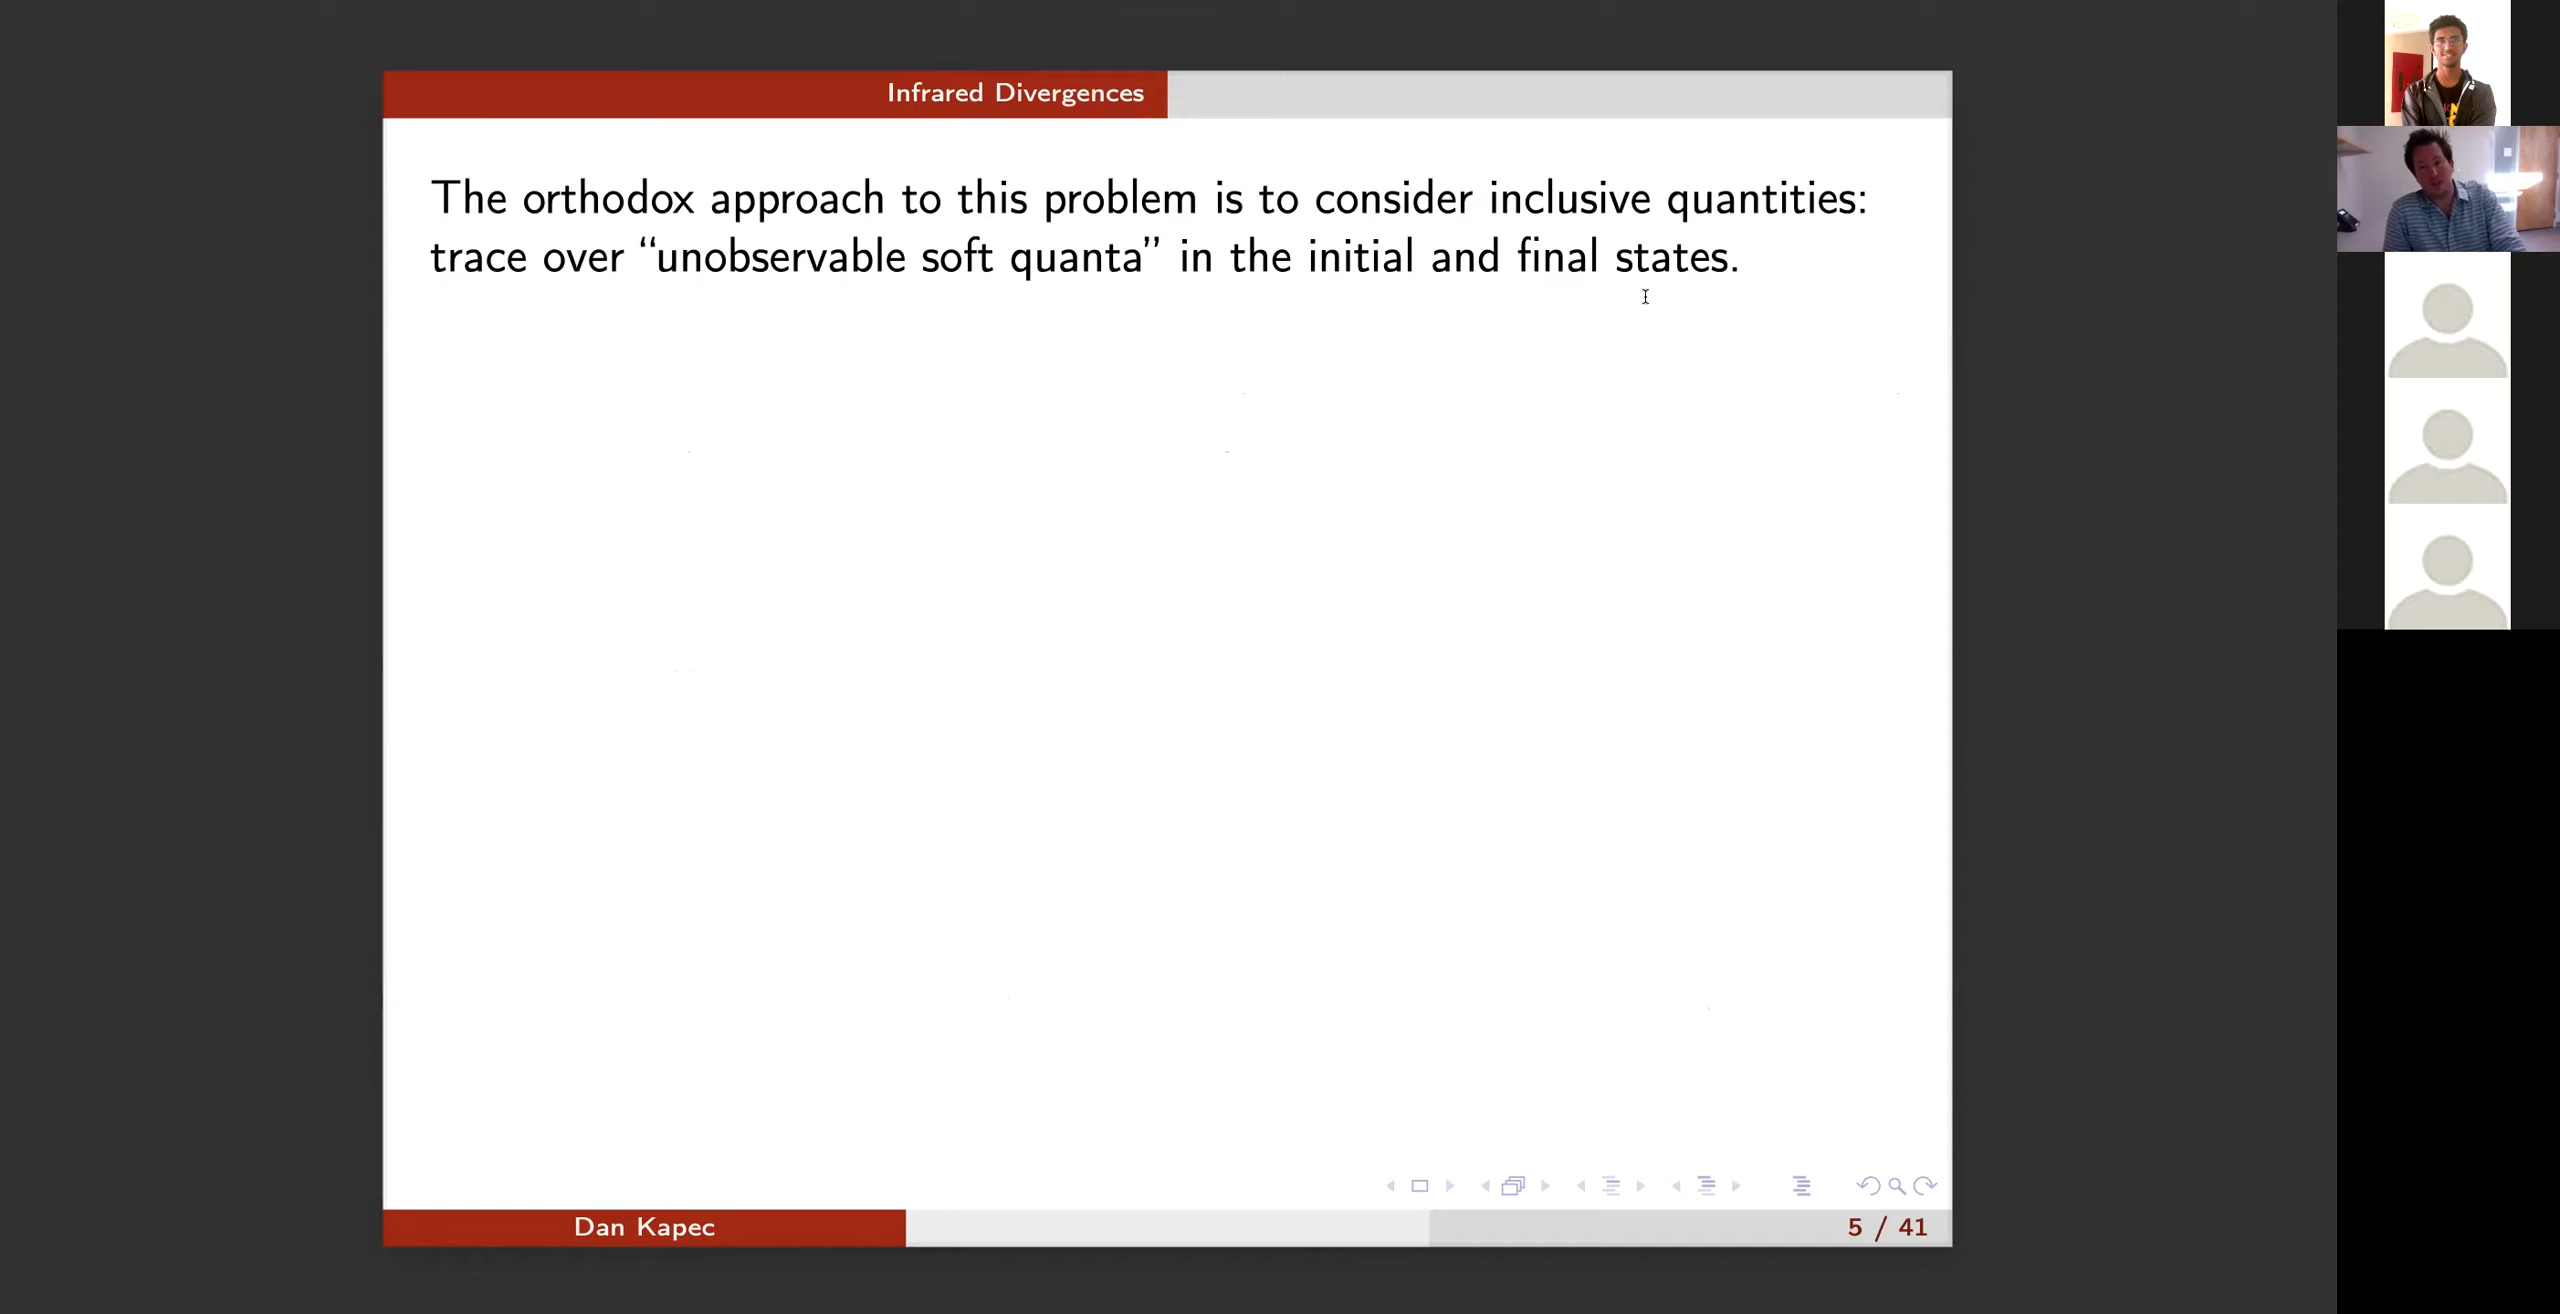 Infrared Divergences
The orthodox approach to this problem is to consider inclusive quantities:
trace over “unobservable soft quanta” in the initial and final states.
Dan Kapec
5 / 41